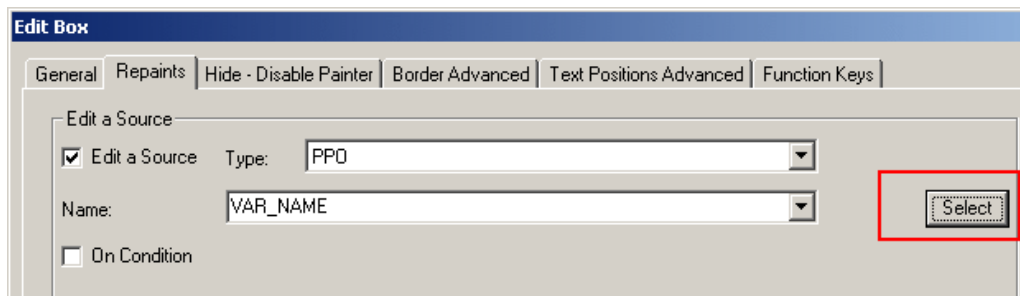 Edit Box
General Repaints Hide - Disable Painter Border Advanced Text Positions Advanced Function Keys
Edit a Source
Edit a Source Type: PPO
Name: VAR_NAME Select
On Condition